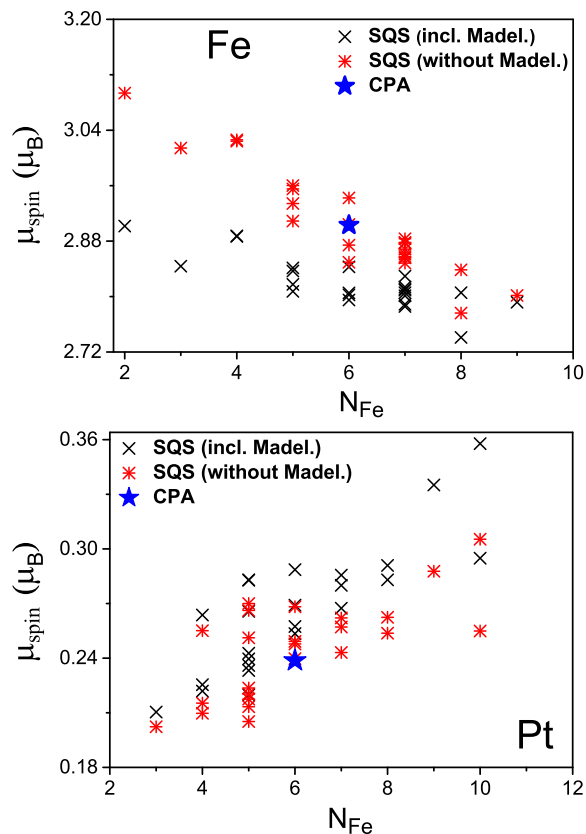 3.20
Fe
SQS (incl. Madel.)
SQS (without Madel.)
CPA
3.04
2.88
2.72
μspin (μB)
2 4 6 8 10
NFe
0.36
SQS (incl. Madel.)
SQS (without Madel.)
CPA
0.30
0.24
0.18
μspin (μB)
Pt
2 4 6 8 10 12
NFe